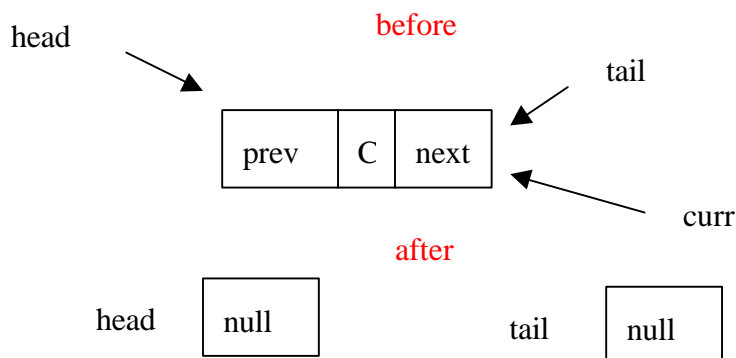 before
head
tail
prev C next
curr
after
head null
tail null